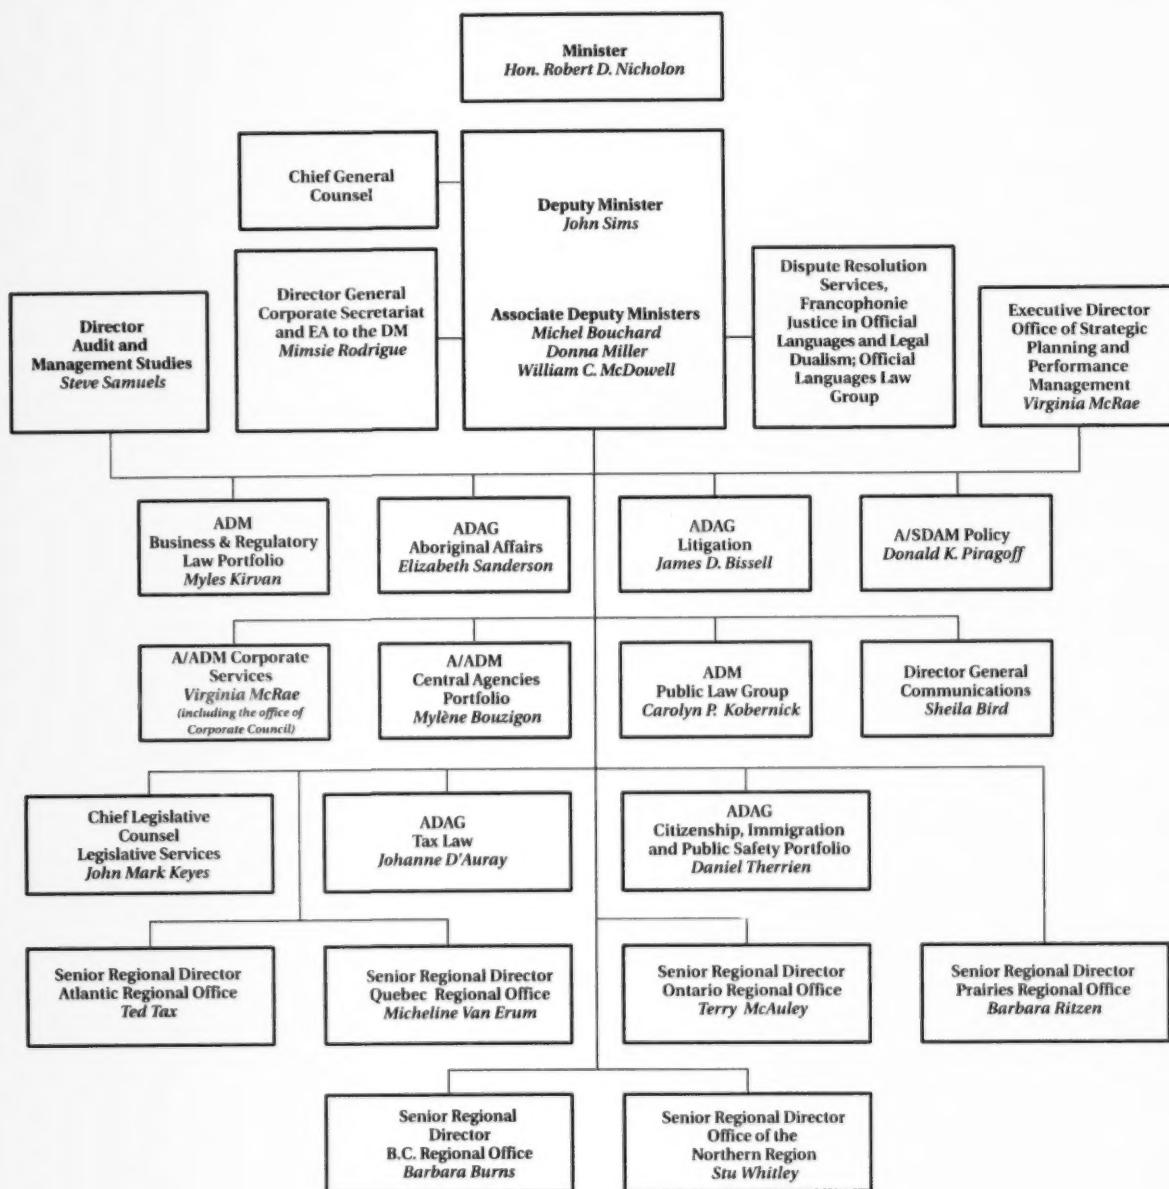 Minister
Hon. Robert D. Nicholon
Chief General
Counsel
Deputy Minister
John Sims
Associate Deputy Ministers
Michel Bouchard
Donna Miller
William C. McDowell
Director General
Corporate Secretariat
and EA to the DM
Mimsie Rodrigue
Dispute Resolution
Services,
Francophonie
Justice in Official
Languages and Legal
Dualism; Official
Languages Law
Group
Director
Audit and
Management Studies
Steve Samuels
Executive Director
Office of Strategic
Planning and
Performance
Management
Virginia McRae
ADM
Business & Regulatory
Law Portfolio
Myles Kirvan
ADAG
Aboriginal Affairs
Elizabeth Sanderson
ADAG
Litigation
James D. Bissell
A/SDAM Policy
Donald K. Piragoff
A/ADM Corporate
Services
Virginia McRae
(including the office of
Corporate Council)
A/ADM
Central Agencies
Portfolio
Mylène Bouzigon
ADM
Public Law Group
Carolyn P. Kobernick
Director General
Communications
Sheila Bird
Chief Legislative
Counsel
Legislative Services
John Mark Keyes
ADAG
Tax Law
Johanne D'Auray
ADAG
Citizenship, Immigration
and Public Safety Portfolio
Daniel Therrien
Senior Regional Director
Atlantic Regional Office
Ted Tax
Senior Regional Director
Quebec Regional Office
Micheline Van Erum
Senior Regional Director
Ontario Regional Office
Terry McAuley
Senior Regional Director
Prairies Regional Office
Barbara Ritzen
Senior Regional
Director
B.C. Regional Office
Barbara Burns
Senior Regional Director
Office of the
Northern Region
Stu Whitley